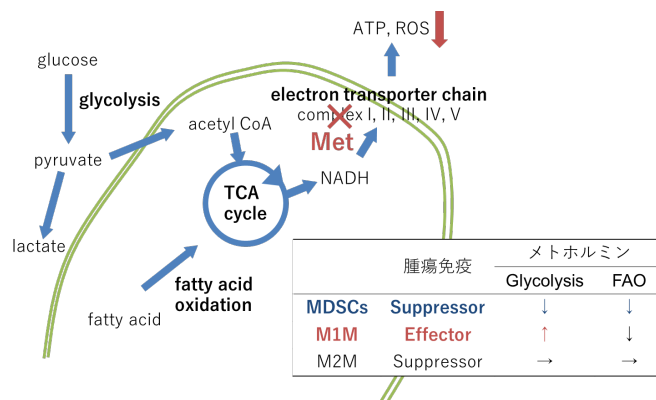 ATP, ROS
glucose
glycolysis
electron transporter chain
complex I, II, III, IV, V
acetyl CoA
Met
pyruvate
NADH
TCA
cycle
lactate
fatty acid
oxidation
fatty acid
腫瘍免疫 メトホルミン
Glycolysis FAO
MDSCs Suppressor ↓ ↓
M1M Effector ↑ ↓
M2M Suppressor → →